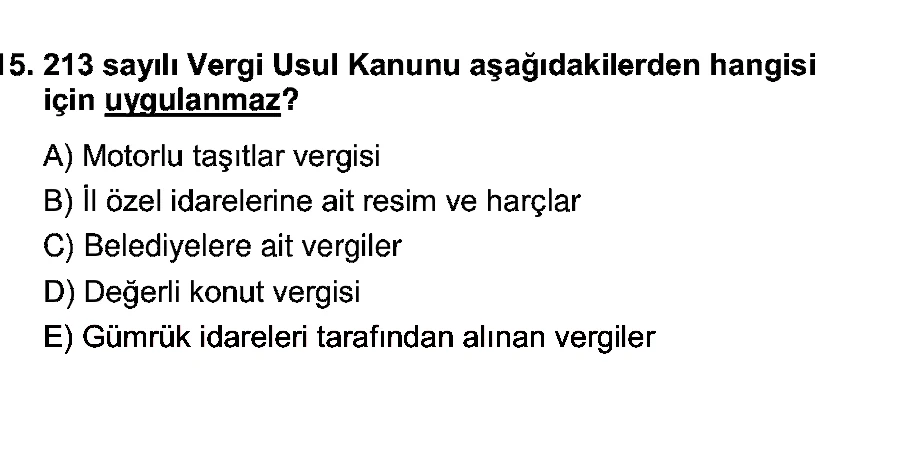 15. 213 sayılı Vergi Usul Kanunu aşağıdakilerden hangisi
için uygulanmaz?
A) Motorlu taşıtlar vergisi
B) İl özel idarelerine ait resim ve harçlar
C) Belediyelere ait vergiler
D) Değerli konut vergisi
E) Gümrük idareleri tarafından alınan vergiler